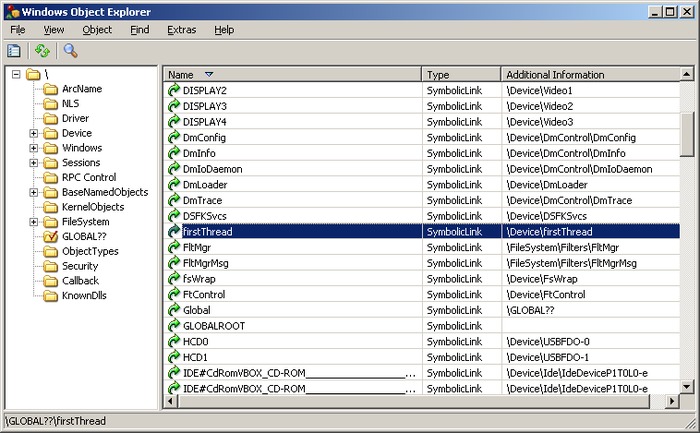 Windows Object Explorer
File View Object Find Extras Help
\
ArcName
NLS
Driver
Device
Windows
Sessions
RPC Control
BaseNamedObjects
KernelObjects
FileSystem
GLOBAL??
ObjectTypes
Security
Callback
KnownDlls
Name Type Additional Information
DISPLAY2 SymbolicLink \Device\Video1
DISPLAY3 SymbolicLink \Device\Video2
DISPLAY4 SymbolicLink \Device\Video3
DmConfig SymbolicLink \Device\DmControl\DmConfig
DmInfo SymbolicLink \Device\DmControl\DmInfo
DmIoDaemon SymbolicLink \Device\DmControl\DmIoDaemon
DmLoader SymbolicLink \Device\DmLoader
DmTrace SymbolicLink \Device\DmControl\DmTrace
DSFKSvcs SymbolicLink \Device\DSFKSvcs
firstThread SymbolicLink \Device\firstThread
FltMgr SymbolicLink \FileSystem\Filters\FltMgr
FltMgrMsg SymbolicLink \FileSystem\Filters\FltMgrMsg
fsWrap SymbolicLink \Device\FsWrap
FtControl SymbolicLink \Device\FtControl
Global SymbolicLink \GLOBAL??
GLOBALROOT SymbolicLink
HCD0 SymbolicLink \Device\USBFDO-0
HCD1 SymbolicLink \Device\USBFDO-1
IDE#CdRomVBOX_CD-ROM____________________... SymbolicLink \Device\Ide\IdeDeviceP1T0L0-e
IDE#CdRomVBOX_CD-ROM____________________... SymbolicLink \Device\Ide\IdeDeviceP1T0L0-e
\GLOBAL??\firstThread